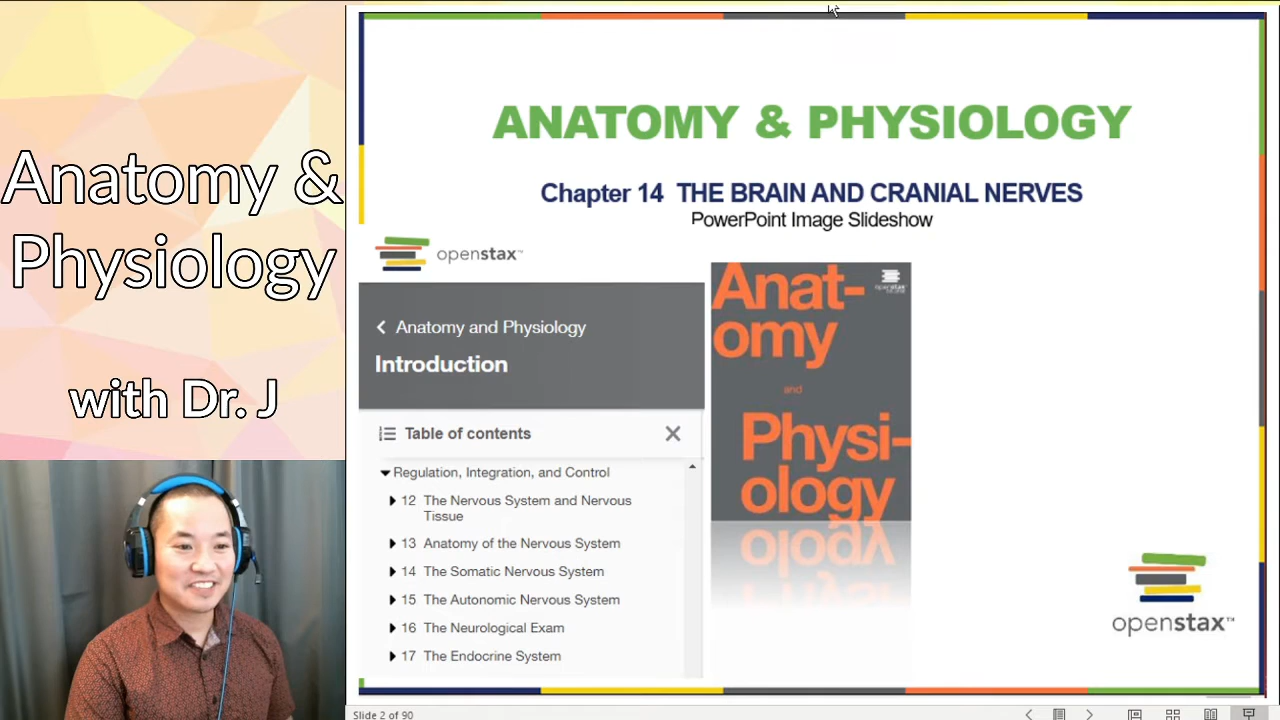 Anatomy &
Physiology
with Dr. J
ANATOMY & PHYSIOLOGY
Chapter 14 THE BRAIN AND CRANIAL NERVES
PowerPoint Image Slideshow
openstax™
Anatomy and Physiology
Introduction
Table of contents
Regulation, Integration, and Control
12 The Nervous System and Nervous
Tissue
13 Anatomy of the Nervous System
14 The Somatic Nervous System
15 The Autonomic Nervous System
16 The Neurological Exam
17 The Endocrine System
Anat-
omy
and
Physi-
ology
openstax
openstax™
Slide 2 of 90